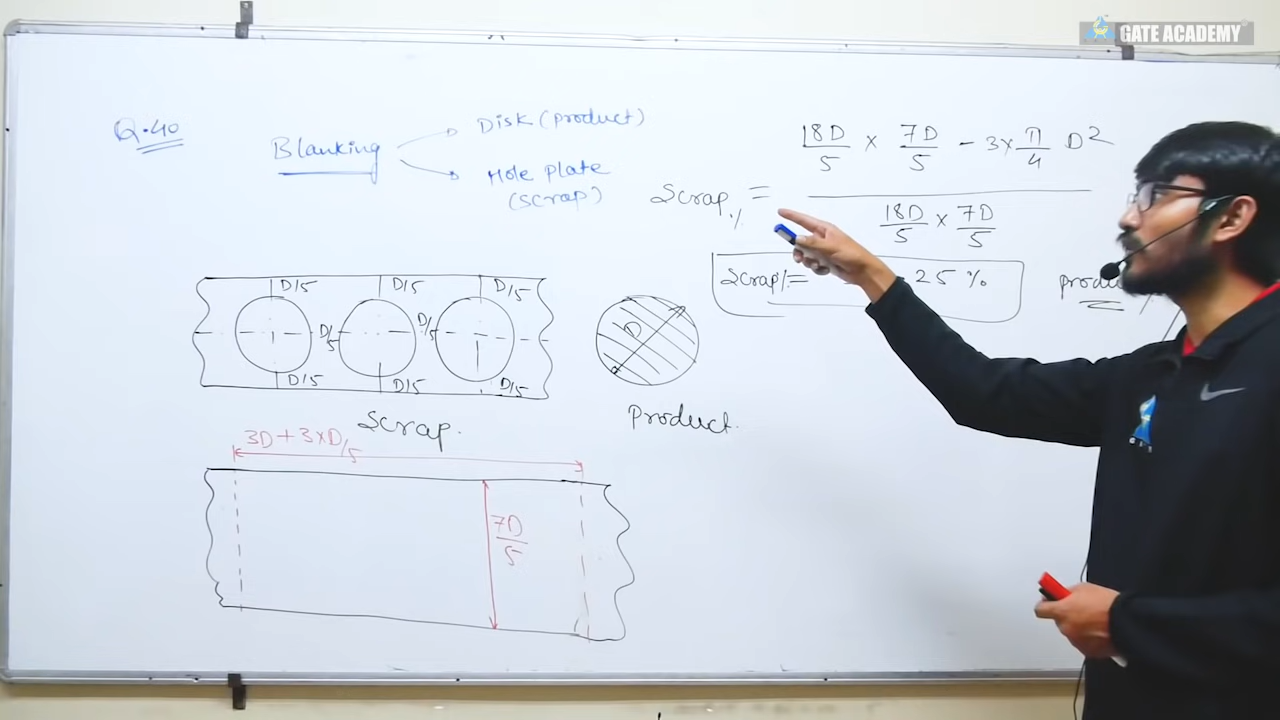 GATE ACADEMY
Q.40
Blanking
Disk (product)
Hole plate
(scrap)
Scrap% =
18D/5 × 7D/5 - 3×π/4 D²
18D/5 × 7D/5
Scrap% = 25 %
D/5 D/5 D/5
D/5 D/5
D/5 D/5 D/5
D
Scrap.
Product.
3D + 3×D/5
7D/5